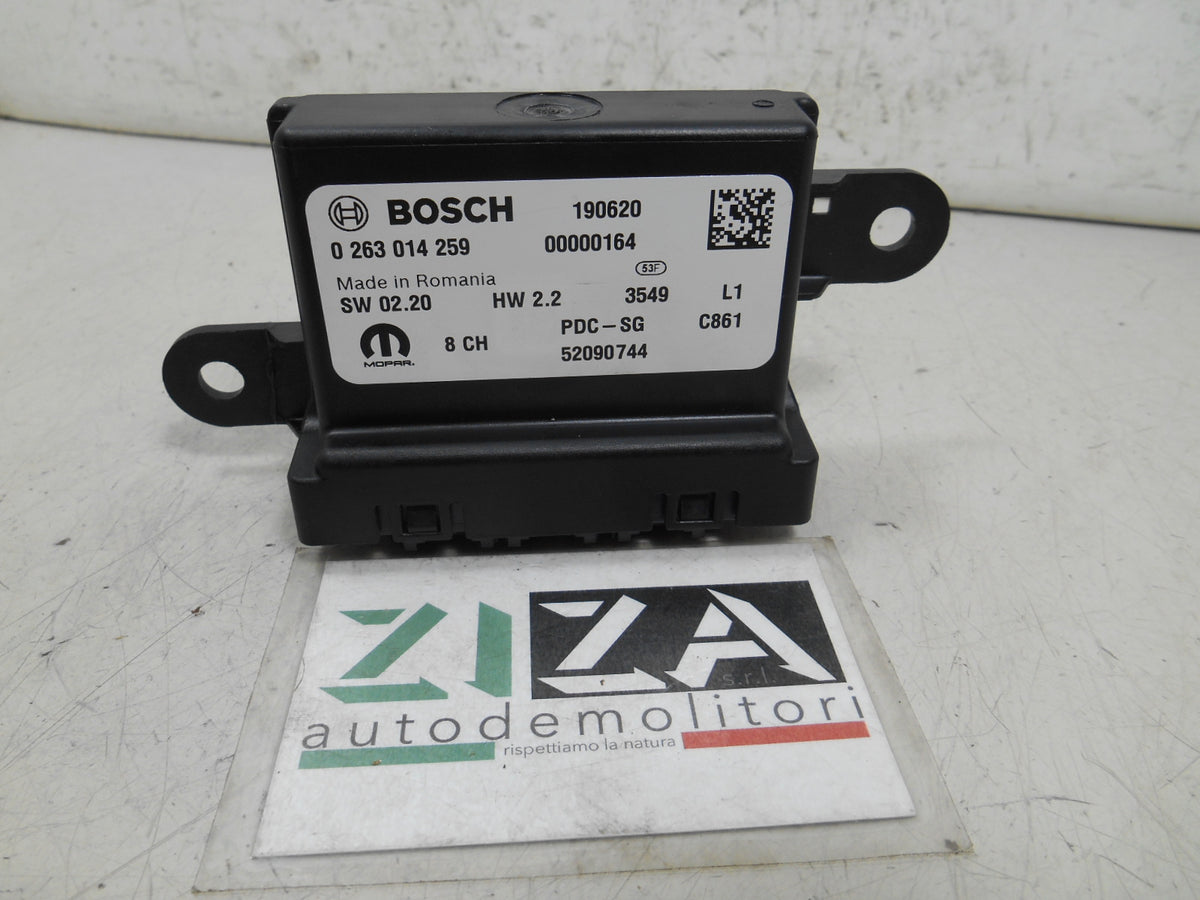 BOSCH 190620
0 263 014 259 00000164
Made in Romania 53F
SW 02.20 HW 2.2 3549 L1
8 CH PDC-SG C861
MOPAR. 52090744
ZIZA
s.r.l.
autodemolitori
rispettiamo la natura